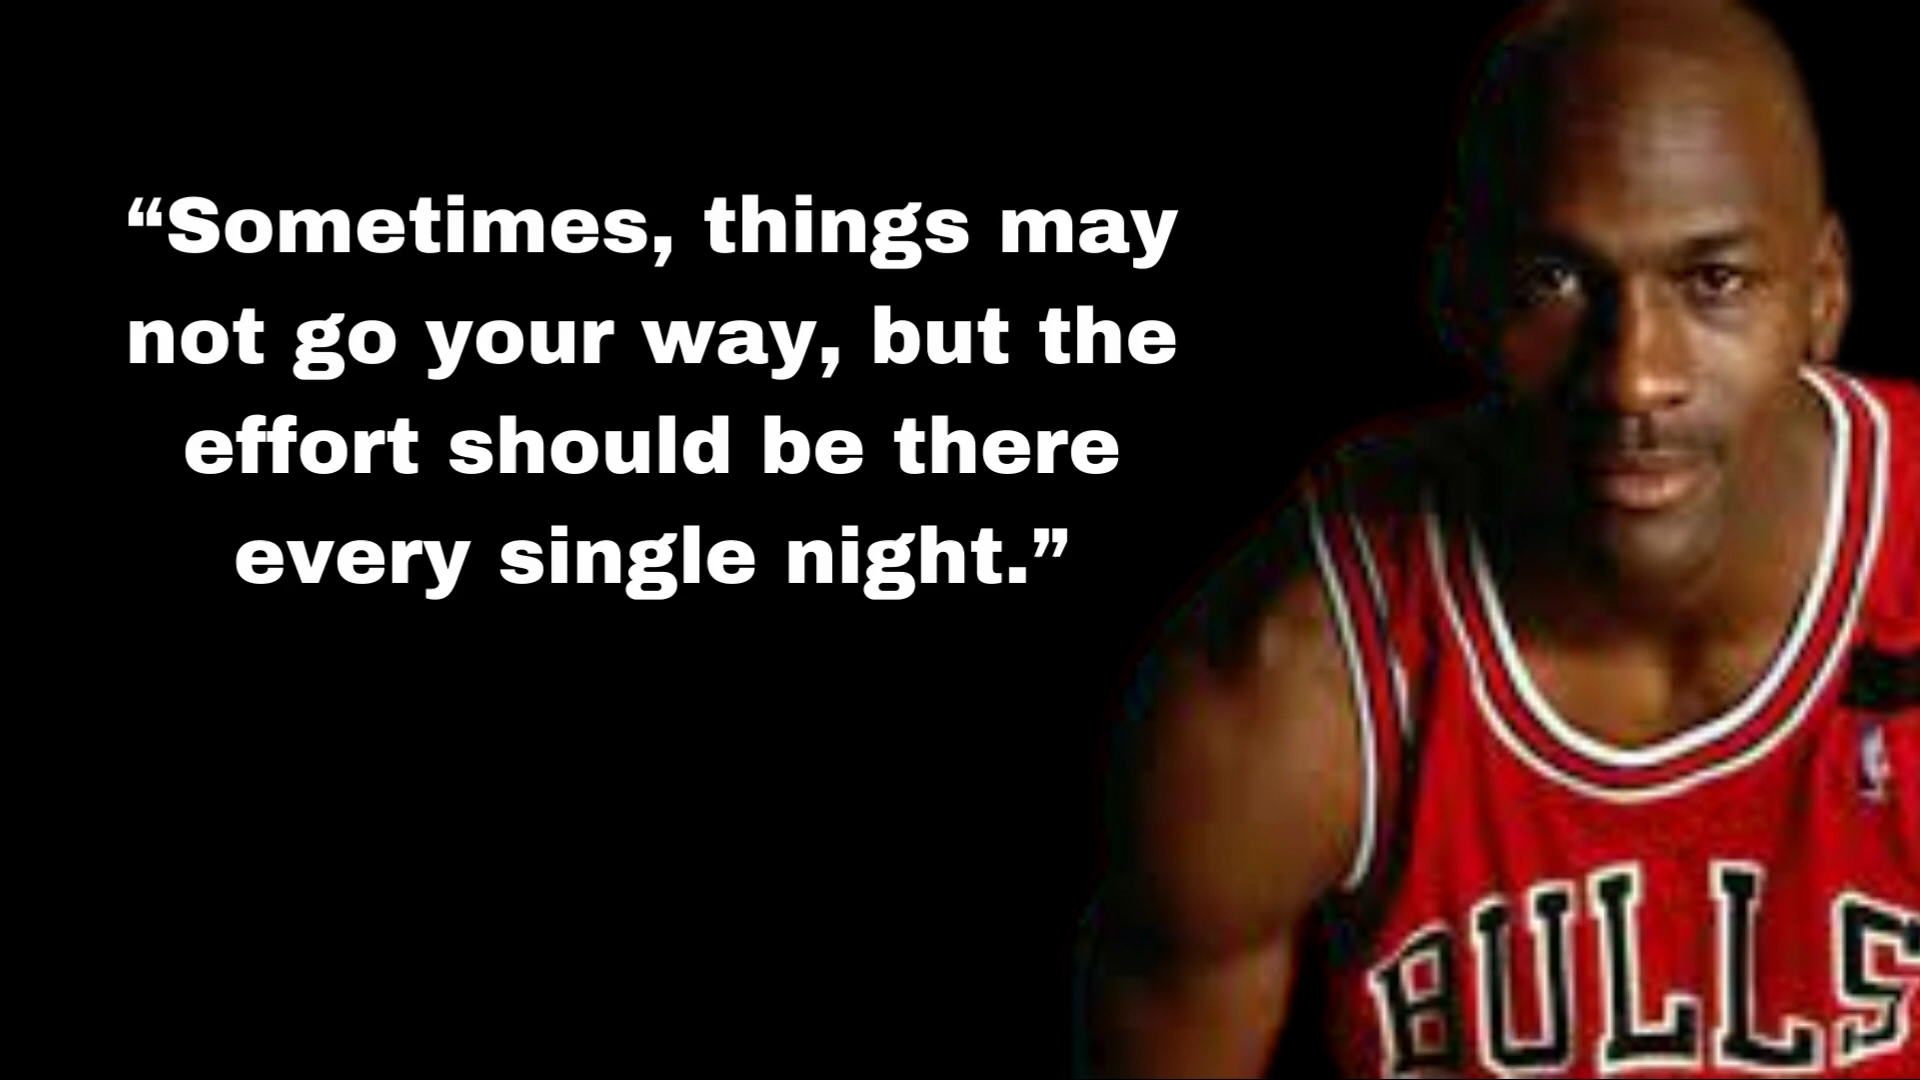 “Sometimes, things may
not go your way, but the
effort should be there
every single night.”
BULLS